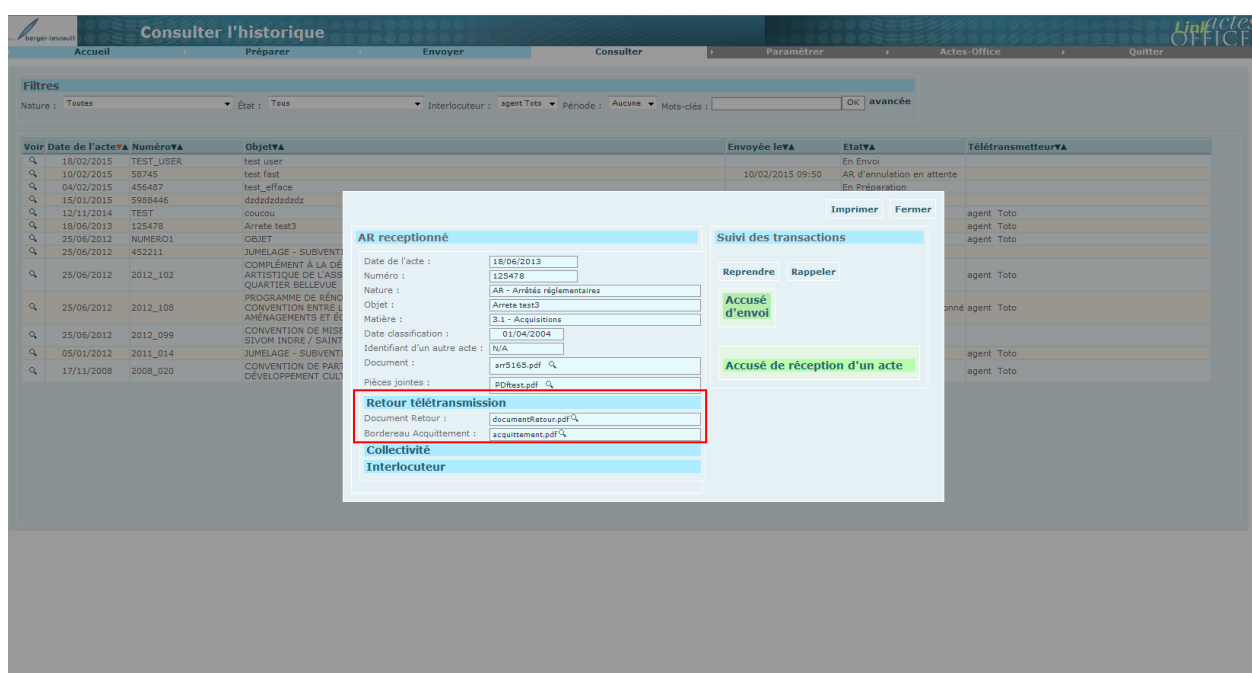 berger-levrault
Consulter l'historique
Link actes OFFICE
Accueil Préparer Envoyer Consulter Paramétrer Actes-Office Quitter
Filtres
Nature : Toutes État : Tous Interlocuteur : agent Toto Période : Aucune Mots-clés : OK avancée
Voir Date de l'acte▼▲ Numéro▼▲ Objet▼▲ Envoyée le▼▲ Etat▼▲ Télétransmetteur▼▲
18/02/2015 TEST_USER test user En Envoi
10/02/2015 58745 test fast 10/02/2015 09:50 AR d'annulation en attente
04/02/2015 456487 test_efface En Préparation
15/01/2015 5988446 dzdzdzdzdzdz
12/11/2014 TEST coucou agent Toto
18/06/2013 125478 Arrete test3 agent Toto
25/06/2012 NUMERO1 OBJET agent Toto
25/06/2012 452211 JUMELAGE - SUBVENTI
25/06/2012 2012_102 COMPLÉMENT À LA DÉ
ARTISTIQUE DE L'ASS
QUARTIER BELLEVUE
agent Toto
25/06/2012 2012_108 PROGRAMME DE RÉNO
CONVENTION ENTRE L
AMÉNAGEMENTS ET ÉC
onné agent Toto
25/06/2012 2012_099 CONVENTION DE MISE
SIVOM INDRE / SAINT
05/01/2012 2011_014 JUMELAGE - SUBVENTI agent Toto
17/11/2008 2008_020 CONVENTION DE PART
DÉVELOPPEMENT CULT
agent Toto
Imprimer Fermer
AR receptionné
Date de l'acte : 18/06/2013
Numéro : 125478
Nature : AR - Arrêtés réglementaires
Objet : Arrete test3
Matière : 3.1 - Acquisitions
Date classification : 01/04/2004
Identifiant d'un autre acte : N/A
Document : arr5165.pdf
Pièces jointes : PDftest.pdf
Retour télétransmission
Document Retour : documentRetour.pdf
Bordereau Acquittement : acquittement.pdf
Collectivité
Interlocuteur
Suivi des transactions
Reprendre Rappeler
Accusé
d'envoi
Accusé de réception d'un acte